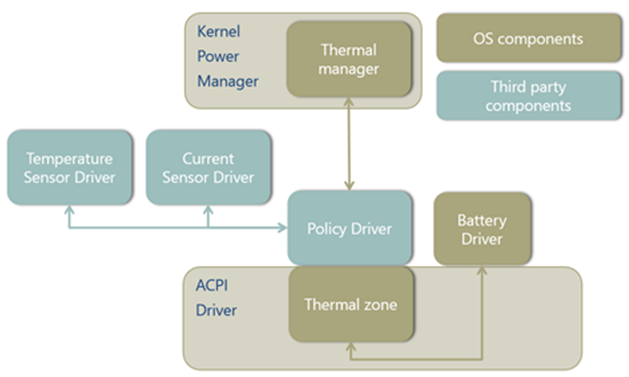 Kernel
Power
Manager
Thermal
manager
OS components
Third party
components
Temperature
Sensor Driver
Current
Sensor Driver
Policy Driver
Battery
Driver
ACPI
Driver
Thermal zone